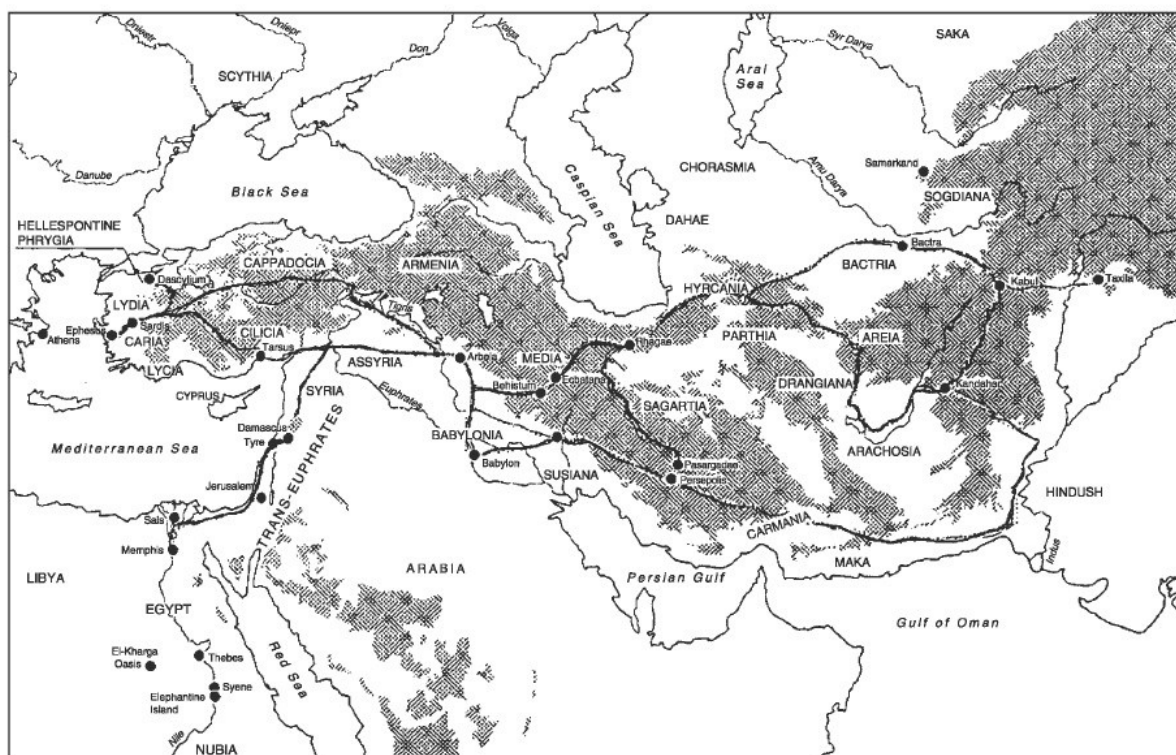 Dniestr
Dniepr
Don
Volga
SCYTHIA
Aral
Sea
Syr Darya
SAKA
Danube
Black Sea
Caspian Sea
CHORASMIA
Amu Darya
Samarkand
SOGDIANA
DAHAE
HELLESPONTINE
PHRYGIA
Dascylium
CAPPADOCIA
ARMENIA
Bactra
BACTRIA
HYRCANIA
Kabul
Taxila
LYDIA
Sardis
Ephesus
Athens
CARIA
LYCIA
CILICIA
Tarsus
Tigris
ASSYRIA
Arbela
MEDIA
Rhagae
PARTHIA
AREIA
CYPRUS
SYRIA
Euphrates
Behistum
Ecbatana
SAGARTIA
DRANGIANA
Kandahar
Mediterranean Sea
Damascus
Tyre
TRANS-EUPHRATES
BABYLONIA
Babylon
SUSIANA
Pasargadae
Persepolis
ARACHOSIA
HINDUSH
Jerusalem
Sais
Memphis
CARMANIA
MAKA
Indus
LIBYA
EGYPT
ARABIA
Persian Gulf
Gulf of Oman
El-Kharga
Oasis
Thebes
Red Sea
Syene
Elephantine
Island
Nile
NUBIA